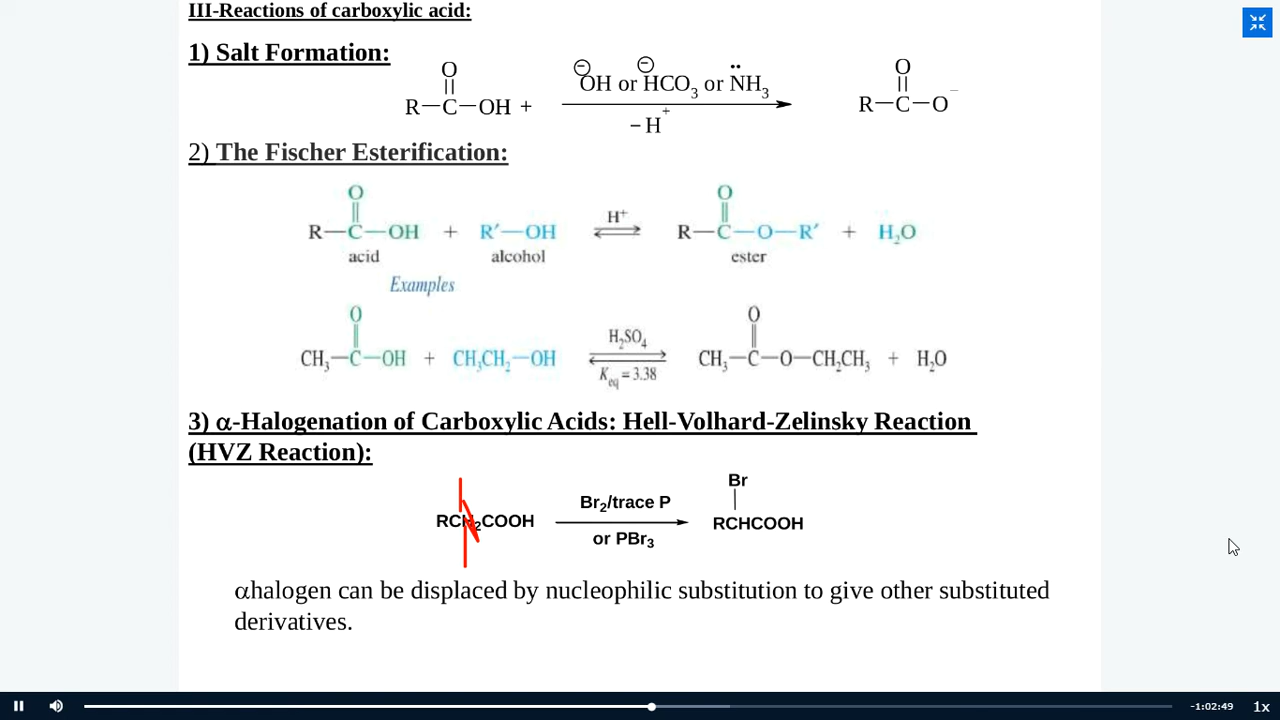 III-Reactions of carboxylic acid:
1) Salt Formation:
O
R—C—OH +
⊖OH or ⊖HCO3 or N̈H3
– H+
O
R—C—O–
2) The Fischer Esterification:
O
R—C—OH + R′—OH
H+
O
R—C—O—R′ + H2O
acid alcohol ester
Examples
O
CH3—C—OH + CH3CH2—OH
H2SO4
Keq = 3.38
O
CH3—C—O—CH2CH3 + H2O
3) α-Halogenation of Carboxylic Acids: Hell-Volhard-Zelinsky Reaction
(HVZ Reaction):
RCH2COOH
Br2/trace P
or PBr3
Br
RCHCOOH
αhalogen can be displaced by nucleophilic substitution to give other substituted
derivatives.
-1:02:49 1x